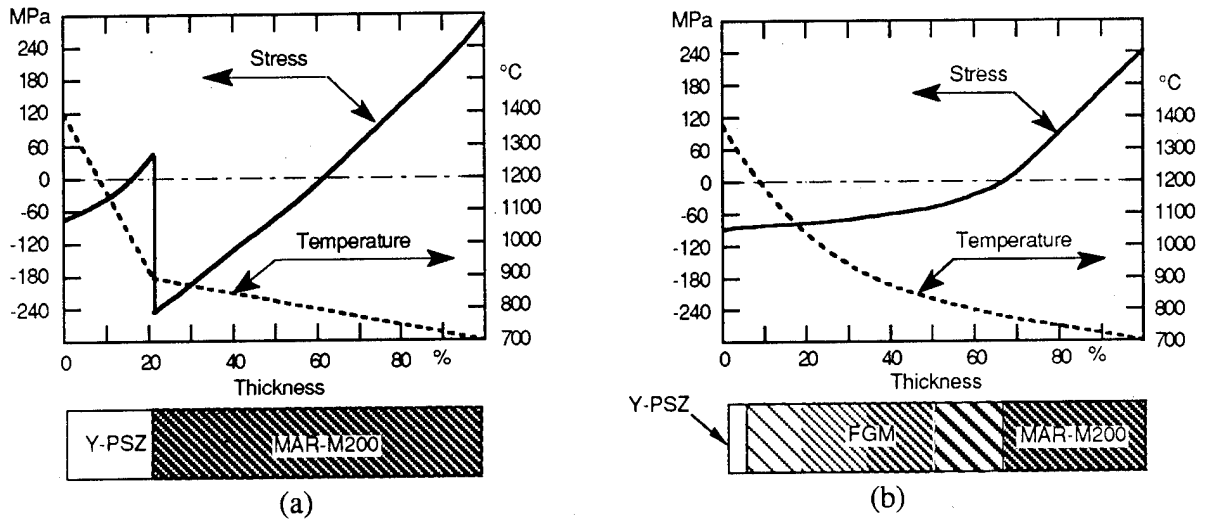 MPa
240
180
120
60
0
-60
-120
-180
-240
Stress
Temperature
°C
1400
1300
1200
1100
1000
900
800
700
0 20 40 60 80 %
Thickness
Y-PSZ MAR-M200
(a)
MPa
240
180
120
60
0
-60
-120
-180
-240
Stress
Temperature
°C
1400
1300
1200
1100
1000
900
800
700
0 20 40 60 80 %
Thickness
Y-PSZ
FGM MAR-M200
(b)